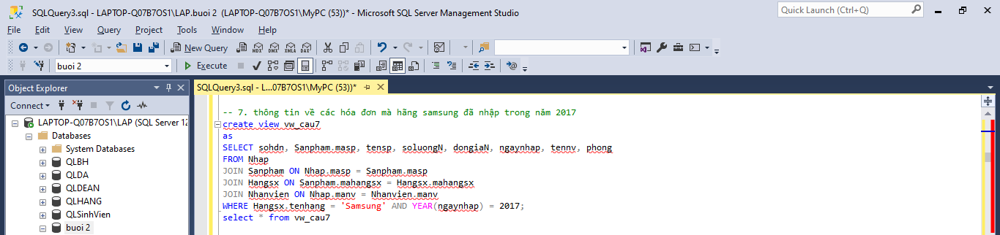 SQLQuery3.sql - LAPTOP-Q07B7OS1\LAP.buoi 2 (LAPTOP-Q07B7OS1\MyPC (53))* - Microsoft SQL Server Management Studio
Quick Launch (Ctrl+Q)
File Edit View Query Project Tools Window Help
New Query MDX DMX XMLA DAX
buoi 2 Execute
Object Explorer
SQLQuery3.sql - L...07B7OS1\MyPC (53))*
Connect
LAPTOP-Q07B7OS1\LAP (SQL Server 12
Databases
System Databases
QLBH
QLDA
QLDEAN
QLHANG
QLSinhVien
buoi 2
-- 7. thông tin về các hóa đơn mà hãng samsung đã nhập trong năm 2017
create view vw_cau7
as
SELECT sohdn, Sanpham.masp, tensp, soluongN, dongiaN, ngaynhap, tennv, phong
FROM Nhap
JOIN Sanpham ON Nhap.masp = Sanpham.masp
JOIN Hangsx ON Sanpham.mahangsx = Hangsx.mahangsx
JOIN Nhanvien ON Nhap.manv = Nhanvien.manv
WHERE Hangsx.tenhang = 'Samsung' AND YEAR(ngaynhap) = 2017;
select * from vw_cau7